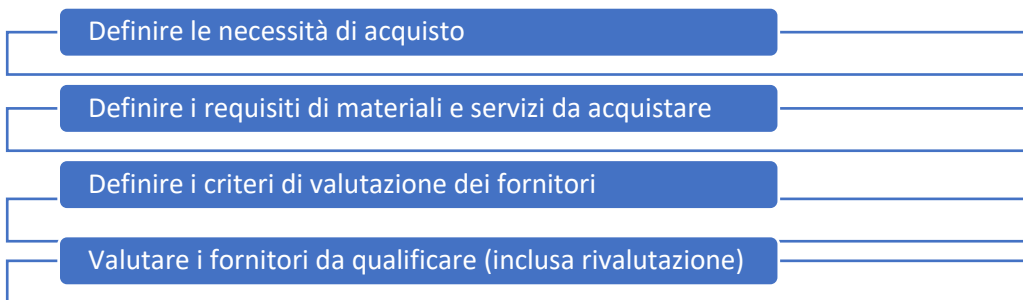 Definire le necessità di acquisto
Definire i requisiti di materiali e servizi da acquistare
Definire i criteri di valutazione dei fornitori
Valutare i fornitori da qualificare (inclusa rivalutazione)